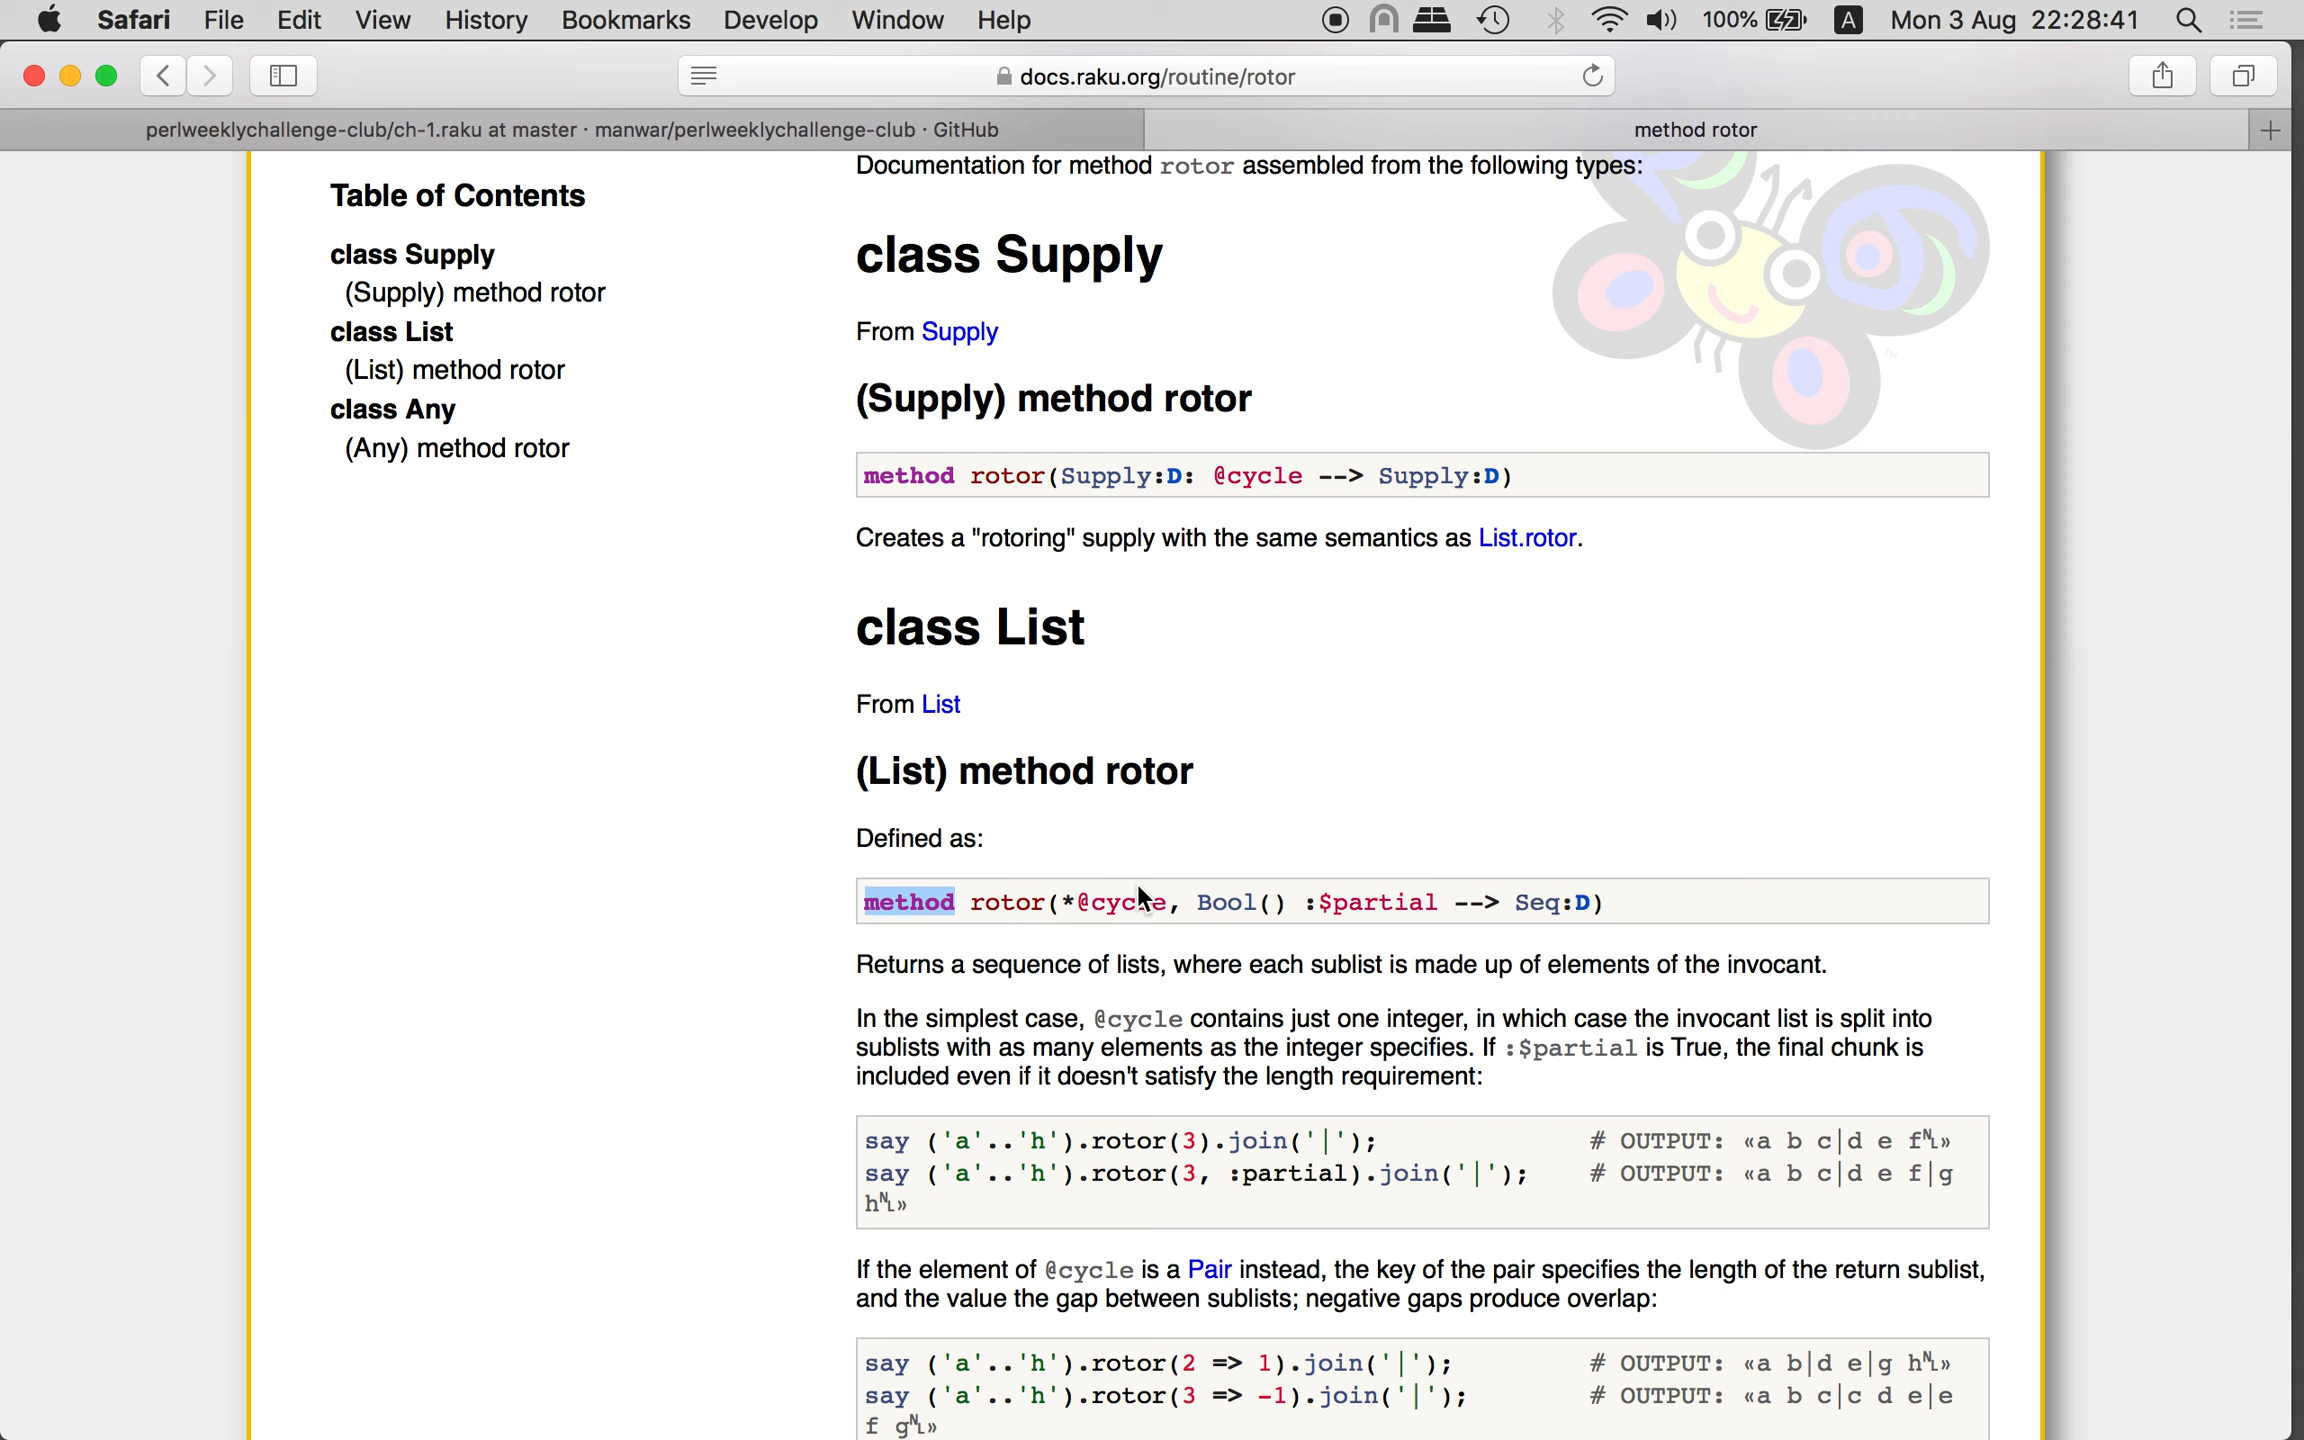 Safari File Edit View History Bookmarks Develop Window Help 100% A Mon 3 Aug 22:28:41
docs.raku.org/routine/rotor
perlweeklychallenge-club/ch-1.raku at master · manwar/perlweeklychallenge-club · GitHub
method rotor
Table of Contents
class Supply
(Supply) method rotor
class List
(List) method rotor
class Any
(Any) method rotor
Documentation for method rotor assembled from the following types:
class Supply
From Supply
(Supply) method rotor
method rotor(Supply:D: @cycle --> Supply:D)
Creates a "rotoring" supply with the same semantics as List.rotor.
class List
From List
(List) method rotor
Defined as:
method rotor(*@cycle, Bool() :$partial --> Seq:D)
Returns a sequence of lists, where each sublist is made up of elements of the invocant.
In the simplest case, @cycle contains just one integer, in which case the invocant list is split into
sublists with as many elements as the integer specifies. If :$partial is True, the final chunk is
included even if it doesn't satisfy the length requirement:
say ('a'..'h').rotor(3).join('|'); # OUTPUT: «a b c|d e f␤»
say ('a'..'h').rotor(3, :partial).join('|'); # OUTPUT: «a b c|d e f|g
h␤»
If the element of @cycle is a Pair instead, the key of the pair specifies the length of the return sublist,
and the value the gap between sublists; negative gaps produce overlap:
say ('a'..'h').rotor(2 => 1).join('|'); # OUTPUT: «a b|d e|g h␤»
say ('a'..'h').rotor(3 => -1).join('|'); # OUTPUT: «a b c|c d e|e
f g␤»